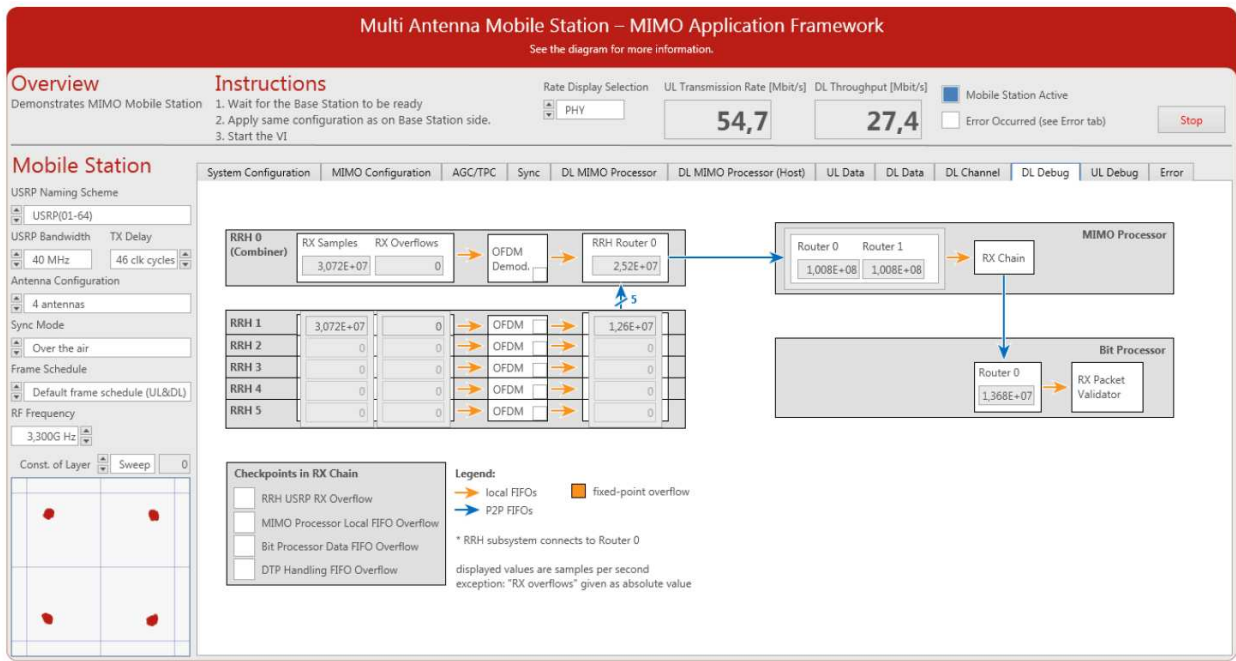 Multi Antenna Mobile Station – MIMO Application Framework
See the diagram for more information.
Overview
Demonstrates MIMO Mobile Station
Instructions
1. Wait for the Base Station to be ready
2. Apply same configuration as on Base Station side.
3. Start the VI
Rate Display Selection
PHY
UL Transmission Rate [Mbit/s]
54,7
DL Throughput [Mbit/s]
27,4
Mobile Station Active
Error Occurred (see Error tab)
Stop
Mobile Station
USRP Naming Scheme
USRP(01-64)
USRP Bandwidth TX Delay
40 MHz 46 clk cycles
Antenna Configuration
4 antennas
Sync Mode
Over the air
Frame Schedule
Default frame schedule (UL&DL)
RF Frequency
3,300G Hz
Const. of Layer Sweep 0
System Configuration MIMO Configuration AGC/TPC Sync DL MIMO Processor DL MIMO Processor (Host) UL Data DL Data DL Channel DL Debug UL Debug Error
RRH 0
(Combiner)
RX Samples RX Overflows
3,072E+07 0
OFDM
Demod.
RRH Router 0
2,52E+07
5
RRH 1 3,072E+07 0 OFDM 1,26E+07
RRH 2 0 0 OFDM 0
RRH 3 0 0 OFDM 0
RRH 4 0 0 OFDM 0
RRH 5 0 0 OFDM 0
MIMO Processor
Router 0 Router 1
1,008E+08 1,008E+08
RX Chain
Bit Processor
Router 0
1,368E+07
RX Packet
Validator
Checkpoints in RX Chain
RRH USRP RX Overflow
MIMO Processor Local FIFO Overflow
Bit Processor Data FIFO Overflow
DTP Handling FIFO Overflow
Legend:
local FIFOs fixed-point overflow
P2P FIFOs
* RRH subsystem connects to Router 0
displayed values are samples per second
exception: "RX overflows" given as absolute value